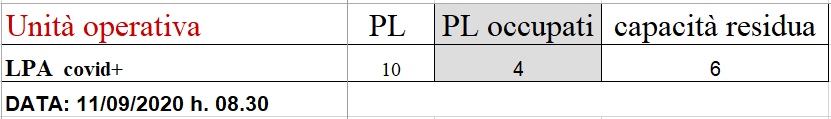 Unità operativa PL PL occupati capacità residua
LPA covid+ 10 4 6
DATA: 11/09/2020 h. 08.30